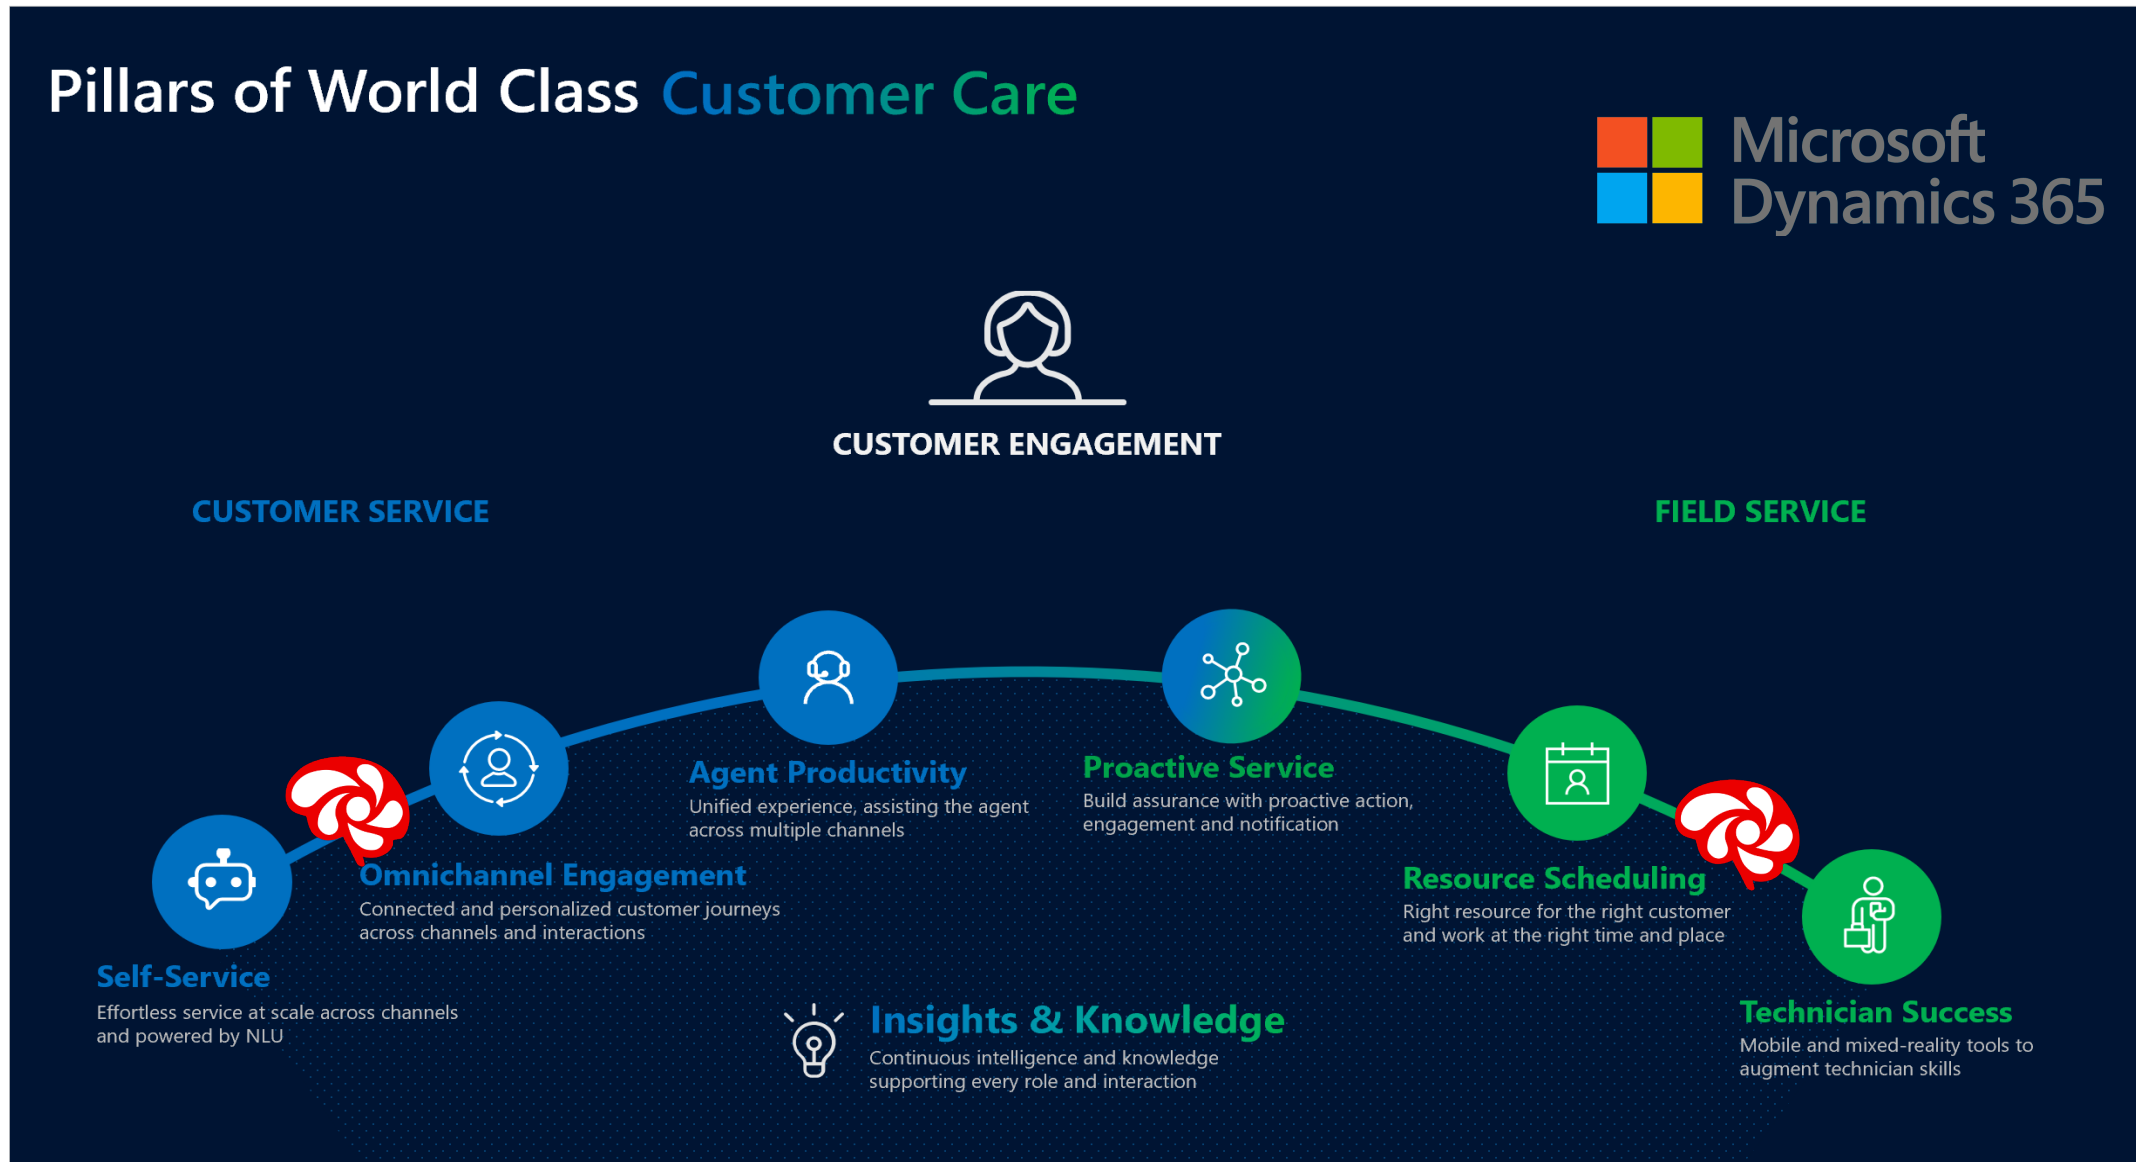 Pillars of World Class Customer Care
Microsoft
Dynamics 365
CUSTOMER ENGAGEMENT
CUSTOMER SERVICE
FIELD SERVICE
Agent Productivity
Unified experience, assisting the agent
across multiple channels
Proactive Service
Build assurance with proactive action,
engagement and notification
Omnichannel Engagement
Connected and personalized customer journeys
across channels and interactions
Resource Scheduling
Right resource for the right customer
and work at the right time and place
Self-Service
Effortless service at scale across channels
and powered by NLU
Insights & Knowledge
Continuous intelligence and knowledge
supporting every role and interaction
Technician Success
Mobile and mixed-reality tools to
augment technician skills